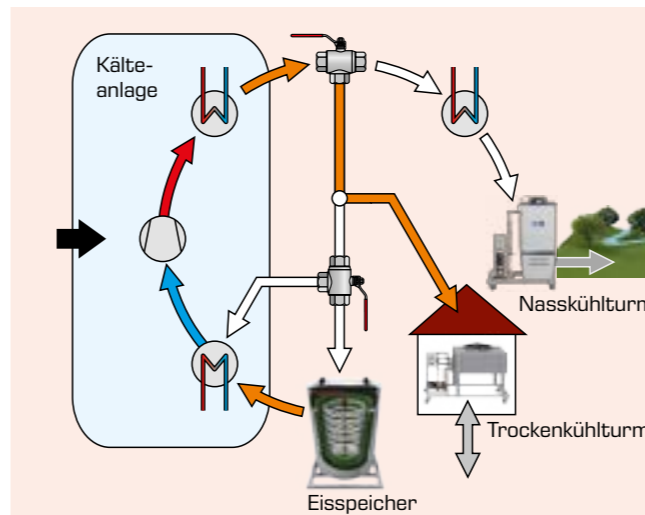 Kälte-
anlage
Nasskühlturm
Trockenkühlturm
Eisspeicher